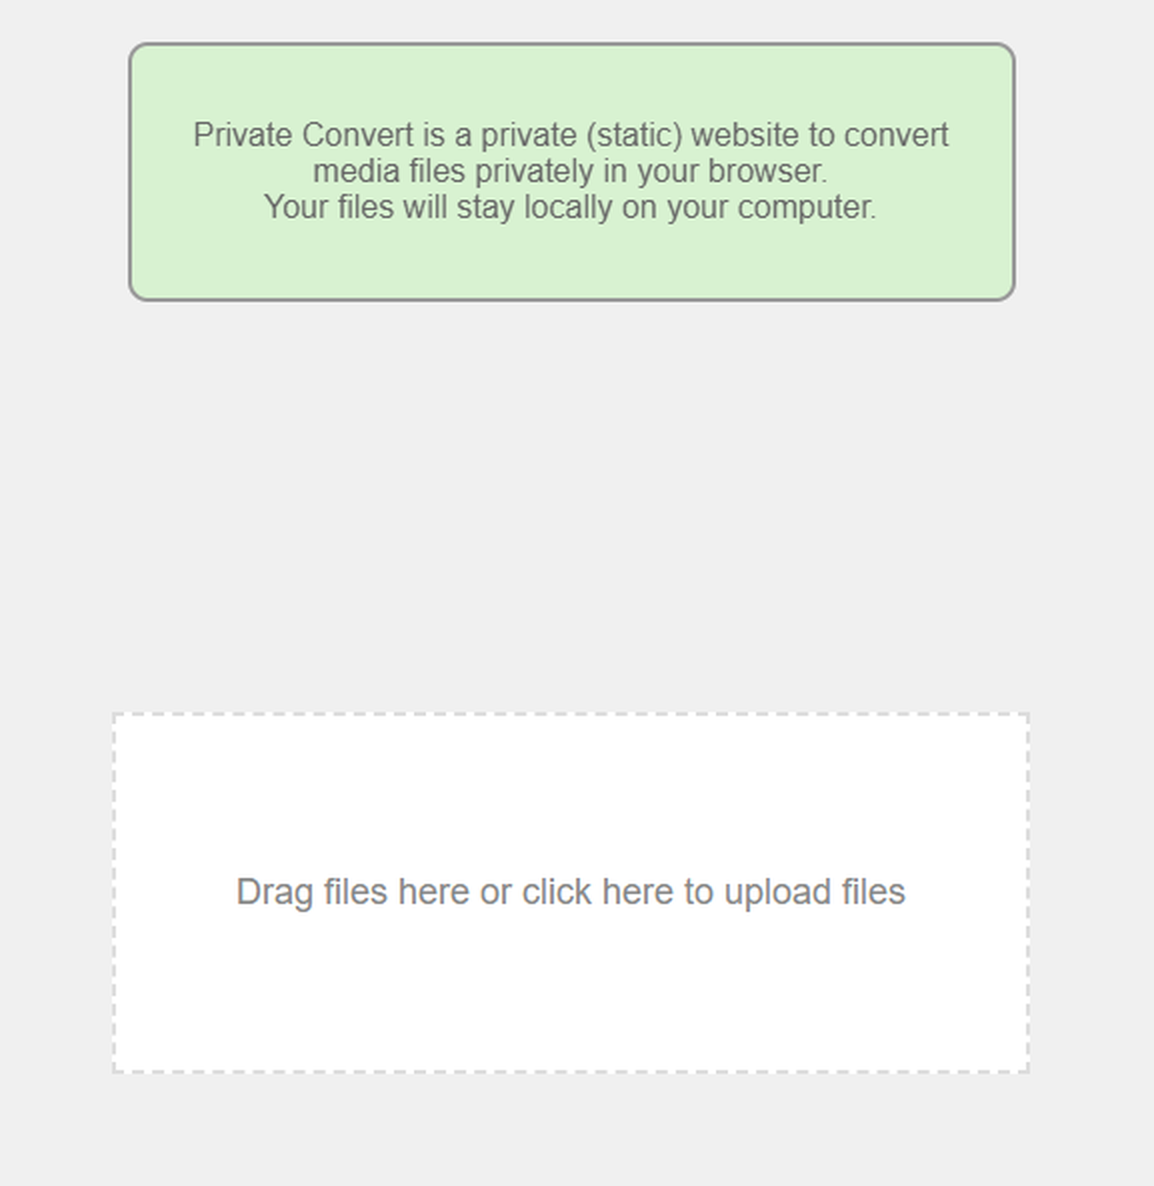 Private Convert is a private (static) website to convert
media files privately in your browser.
Your files will stay locally on your computer.
Drag files here or click here to upload files